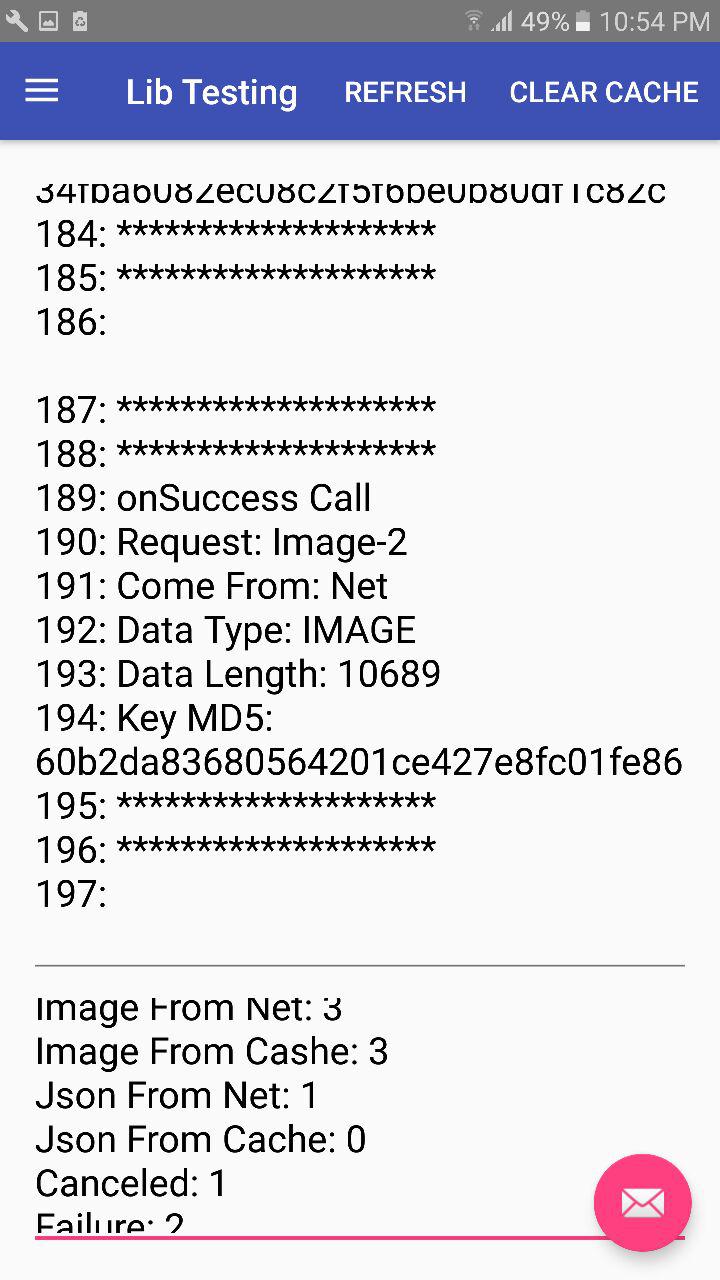 49% 10:54 PM
Lib Testing REFRESH CLEAR CACHE
34fba6082ec08c2f5f6be0b80df1c82c
184: ********************
185: ********************
186:
187: ********************
188: ********************
189: onSuccess Call
190: Request: Image-2
191: Come From: Net
192: Data Type: IMAGE
193: Data Length: 10689
194: Key MD5:
60b2da83680564201ce427e8fc01fe86
195: ********************
196: ********************
197:
Image From Net: 3
Image From Cashe: 3
Json From Net: 1
Json From Cache: 0
Canceled: 1
Failure: 2